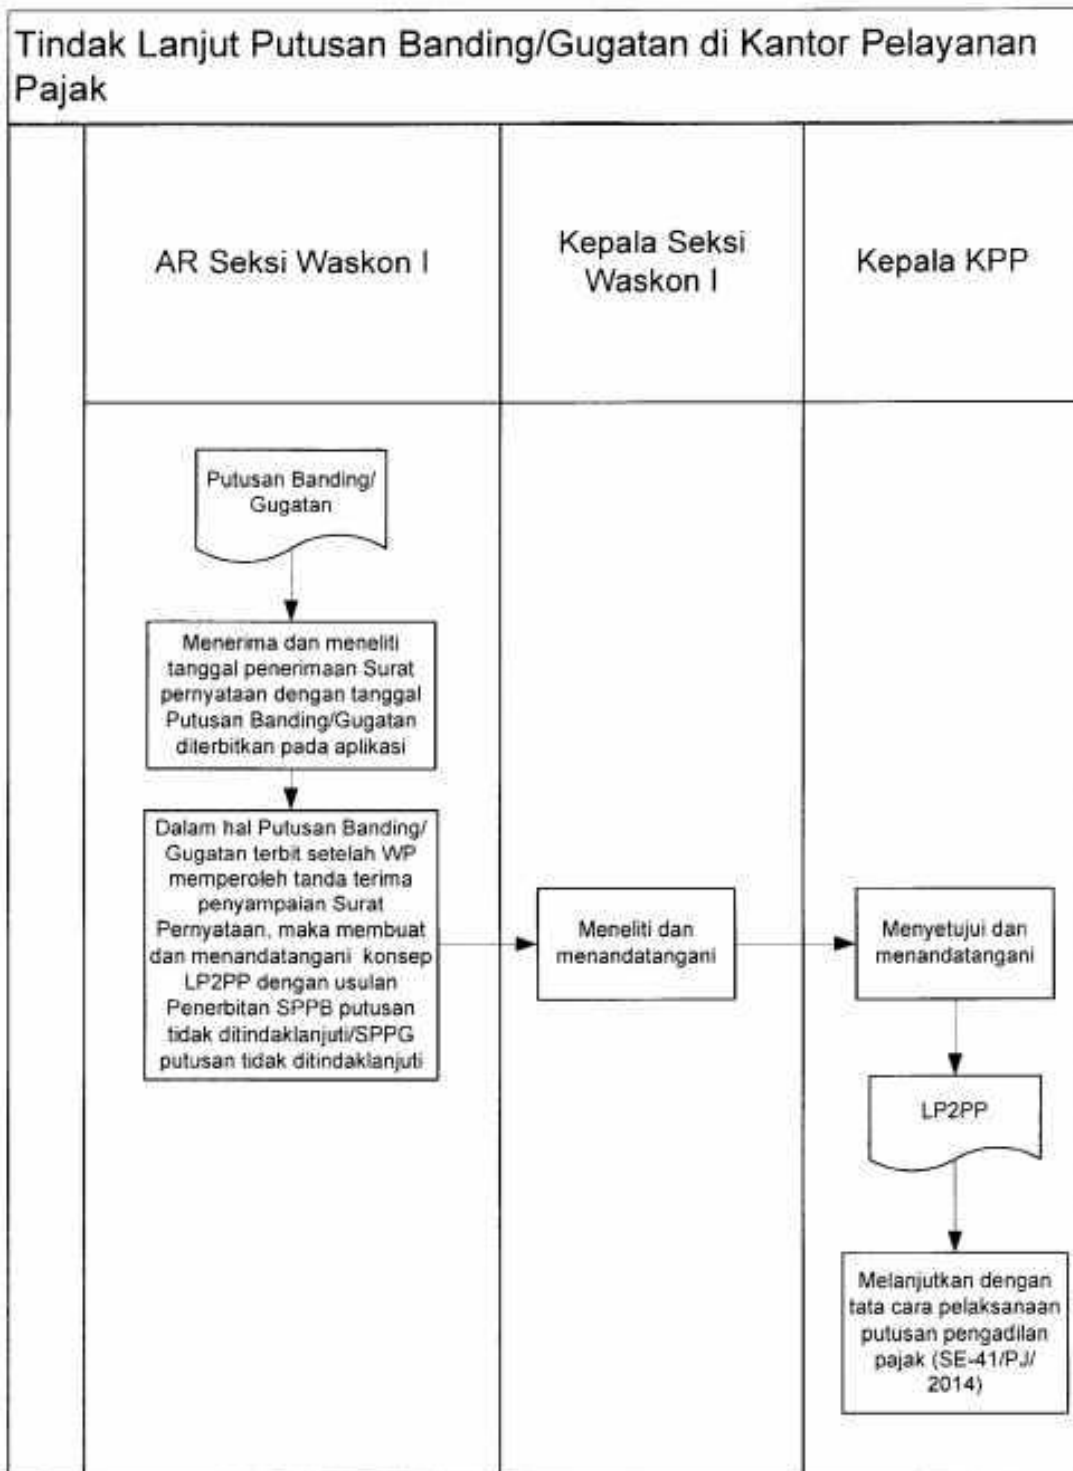 Tindak Lanjut Putusan Banding/Gugatan di Kantor Pelayanan
Pajak
AR Seksi Waskon I
Kepala Seksi
Waskon I
Kepala KPP
Putusan Banding/
Gugatan
Menerima dan meneliti
tanggal penerimaan Surat
pernyataan dengan tanggal
Putusan Banding/Gugatan
diterbitkan pada aplikasi
Dalam hal Putusan Banding/
Gugatan terbit setelah WP
memperoleh tanda terima
penyampaian Surat
Pernyataan, maka membuat
dan menandatangani konsep
LP2PP dengan usulan
Penerbitan SPPB putusan
tidak ditindaklanjuti/SPPG
putusan tidak ditindaklanjuti
Meneliti dan
menandatangani
Menyetujui dan
menandatangani
LP2PP
Melanjutkan dengan
tata cara pelaksanaan
putusan pengadilan
pajak (SE-41/PJ/
2014)